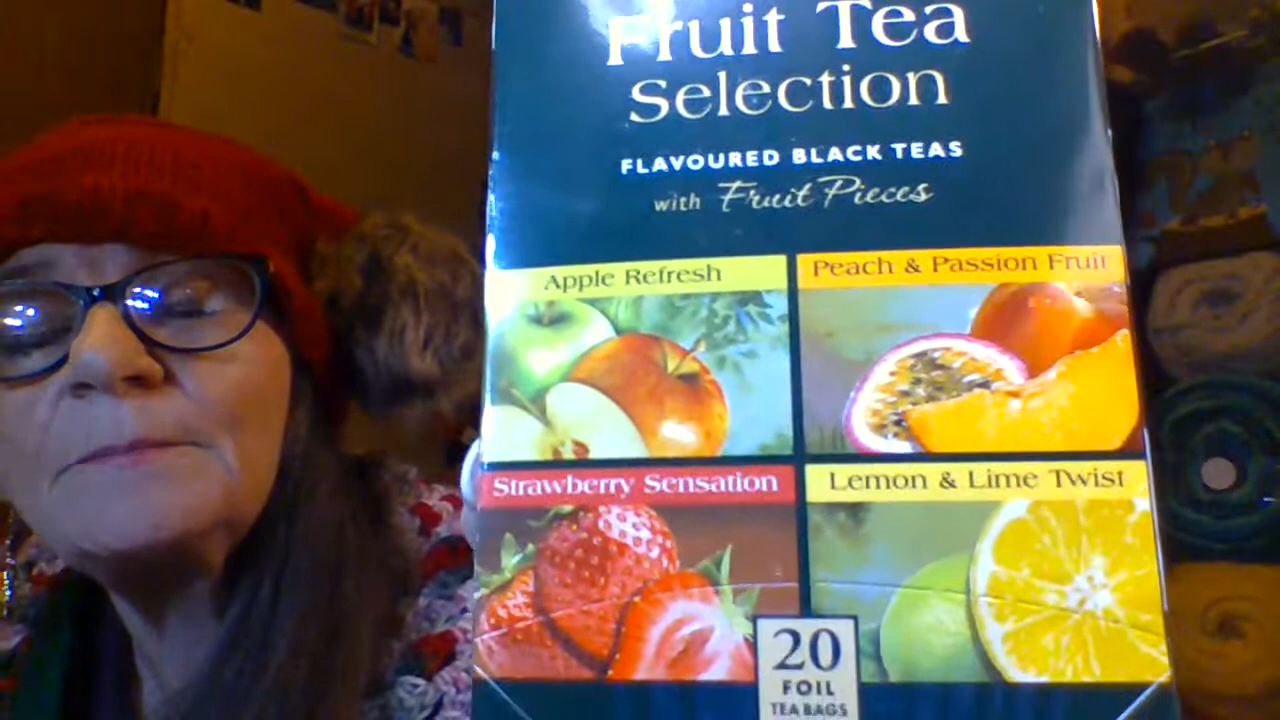 Fruit Tea
Selection
FLAVOURED BLACK TEAS
with Fruit Pieces
Apple Refresh
Peach & Passion Fruit
Strawberry Sensation
Lemon & Lime Twist
20
FOIL
TEA BAGS